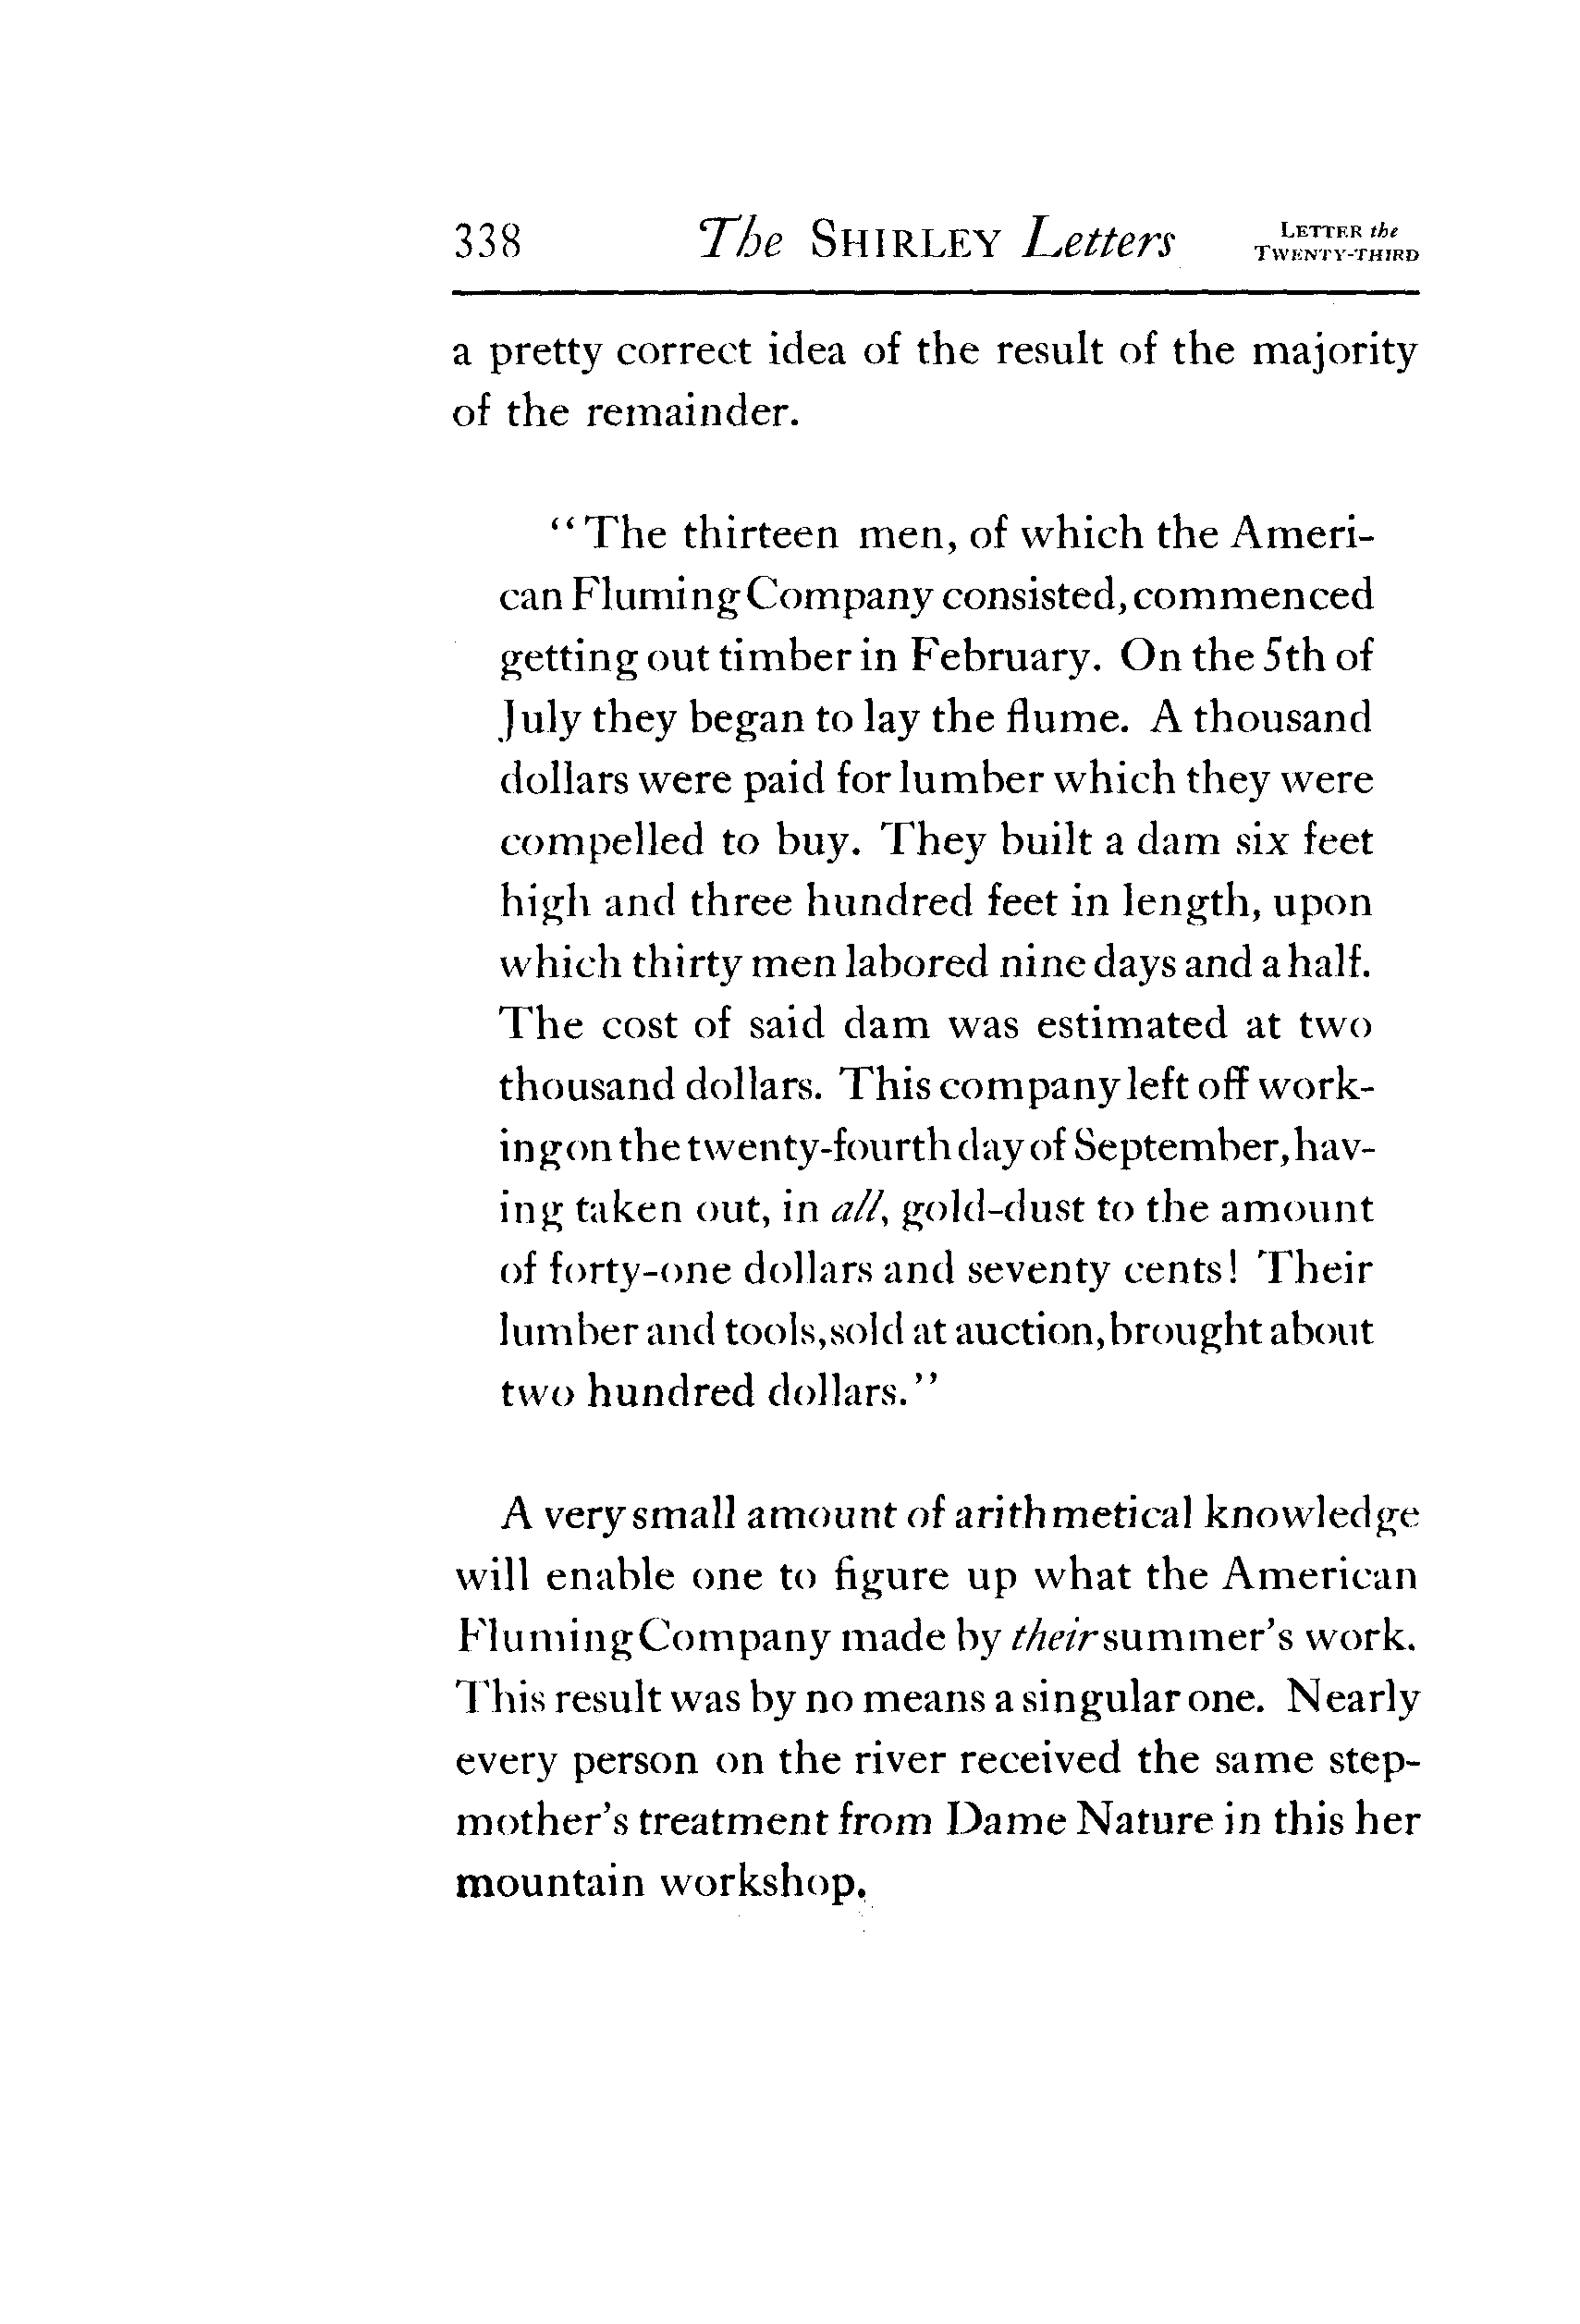 338 The SHIRLEY Letters LETTER the
TWENTY-THIRD
a pretty correct idea of the result of the majority
of the remainder.
“The thirteen men, of which the Ameri-
can Fluming Company consisted, commenced
getting out timber in February. On the 5th of
July they began to lay the flume. A thousand
dollars were paid for lumber which they were
compelled to buy. They built a dam six feet
high and three hundred feet in length, upon
which thirty men labored nine days and a half.
The cost of said dam was estimated at two
thousand dollars. This company left off work-
ing on the twenty-fourth day of September, hav-
ing taken out, in all, gold-dust to the amount
of forty-one dollars and seventy cents! Their
lumber and tools, sold at auction, brought about
two hundred dollars.”
A very small amount of arithmetical knowledge
will enable one to figure up what the American
Fluming Company made by their summer's work.
This result was by no means a singular one. Nearly
every person on the river received the same step-
mother's treatment from Dame Nature in this her
mountain workshop.